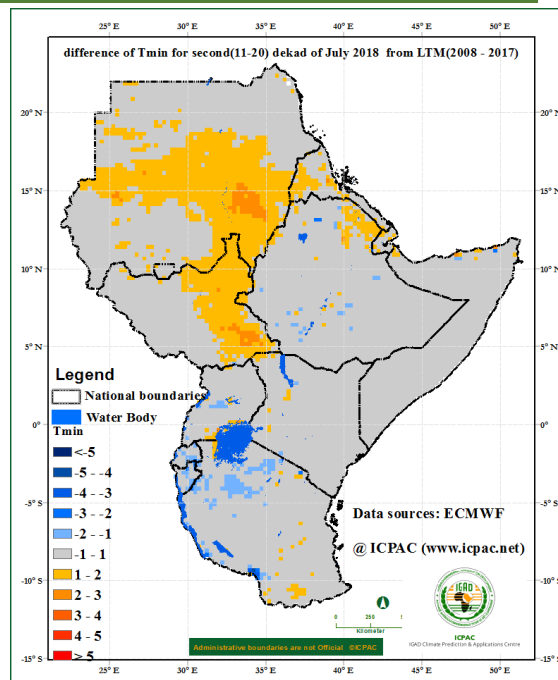 25° E 30° E 35° E 40° E 45° E 50° E
difference of Tmin for second(11-20) dekad of July 2018 from LTM(2008 - 2017)
20° N 20° N
15° N 15° N
10° N 10° N
5° N 5° N
Legend
National boundaries
Water Body
0° 0°
Tmin
<-5
-5 - -4
-4 - -3
-3 - -2
-2 - -1
-1 - 1
1 - 2
2 - 3
3 - 4
4 - 5
> 5
-5° S -5° S
Data sources: ECMWF
@ ICPAC (www.icpac.net)
-10° S -10° S
0 250 5
Kilometer
IGAD
ICPAC
IGAD Climate Prediction & Applications Centre
Administrative boundaries are not Official ©ICPAC
-15° S -15° S
25° E 30° E 35° E 40° E 45° E 50° E